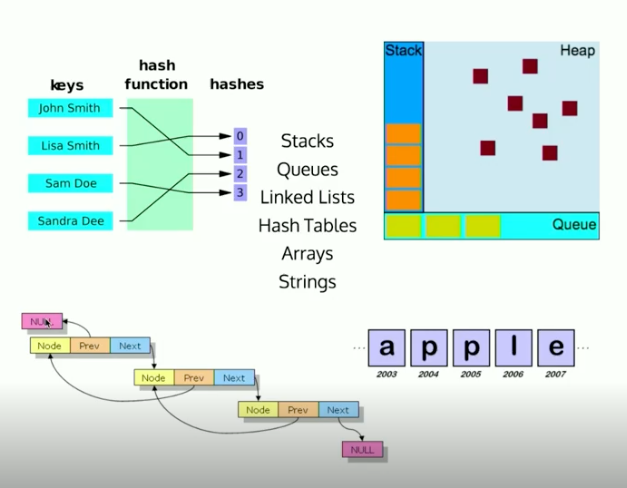 keys
hash
function
hashes
John Smith
Lisa Smith
Sam Doe
Sandra Dee
0
1
2
3
Stacks
Queues
Linked Lists
Hash Tables
Arrays
Strings
Stack
Heap
Queue
NULL
Node Prev Next
Node Prev Next
Node Prev Next
NULL
a p p l e
2003 2004 2005 2006 2007